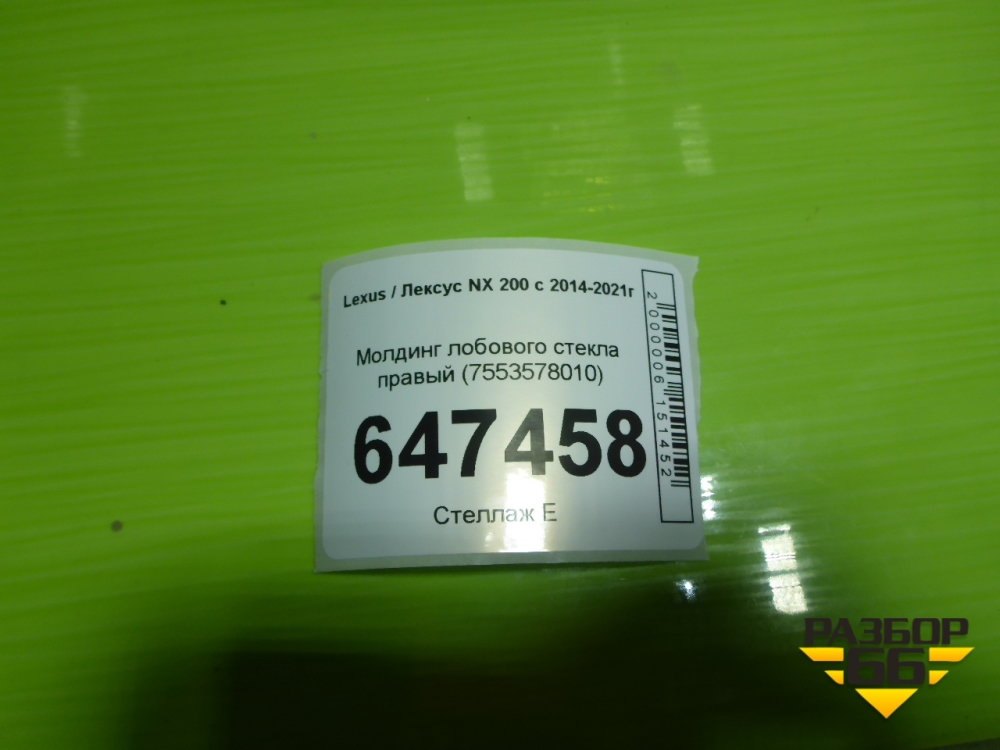 Lexus / Лексус NX 200 с 2014-2021г
Молдинг лобового стекла
правый (7553578010)
647458
Стеллаж Е
2000006151452
РАЗБОР
66